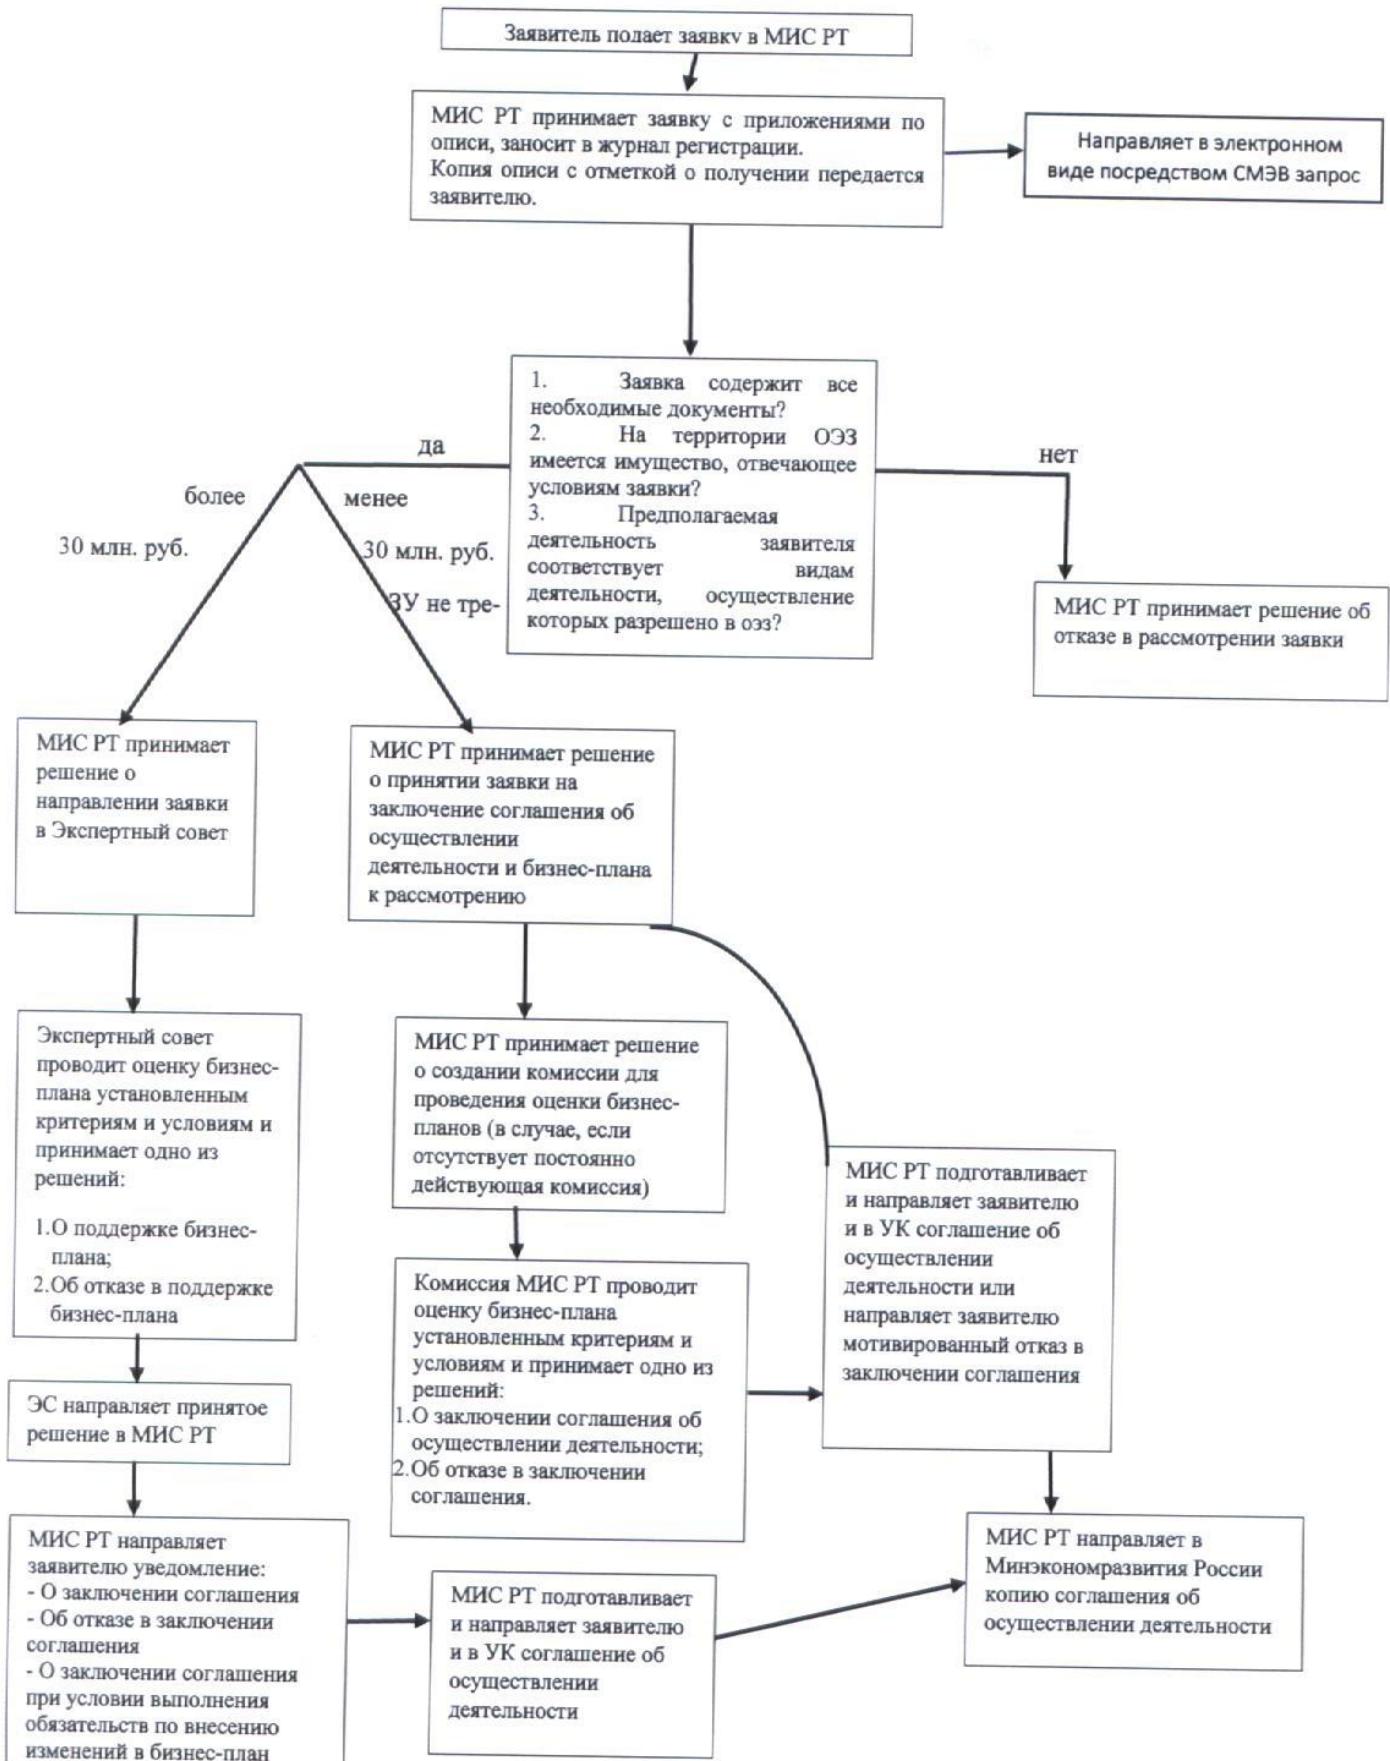 Заявитель подает заявку в МИС РТ
МИС РТ принимает заявку с приложениями по
описи, заносит в журнал регистрации.
Копия описи с отметкой о получении передается
заявителю.
Направляет в электронном
виде посредством СМЭВ запрос
1. Заявка содержит все
необходимые документы?
2. На территории ОЭЗ
имеется имущество, отвечающее
условиям заявки?
3. Предполагаемая
деятельность заявителя
соответствует видам
деятельности, осуществление
которых разрешено в оэз?
да
нет
более
30 млн. руб.
менее
30 млн. руб.
ЗУ не тре-
МИС РТ принимает решение об
отказе в рассмотрении заявки
МИС РТ принимает
решение о
направлении заявки
в Экспертный совет
МИС РТ принимает решение
о принятии заявки на
заключение соглашения об
осуществлении
деятельности и бизнес-плана
к рассмотрению
Экспертный совет
проводит оценку бизнес-
плана установленным
критериям и условиям и
принимает одно из
решений:
1.О поддержке бизнес-
плана;
2.Об отказе в поддержке
бизнес-плана
МИС РТ принимает решение
о создании комиссии для
проведения оценки бизнес-
планов (в случае, если
отсутствует постоянно
действующая комиссия)
МИС РТ подготавливает
и направляет заявителю
и в УК соглашение об
осуществлении
деятельности или
направляет заявителю
мотивированный отказ в
заключении соглашения
Комиссия МИС РТ проводит
оценку бизнес-плана
установленным критериям и
условиям и принимает одно из
решений:
1.О заключении соглашения об
осуществлении деятельности;
2.Об отказе в заключении
соглашения.
ЭС направляет принятое
решение в МИС РТ
МИС РТ направляет
заявителю уведомление:
- О заключении соглашения
- Об отказе в заключении
соглашения
- О заключении соглашения
при условии выполнения
обязательств по внесению
изменений в бизнес-план
МИС РТ подготавливает
и направляет заявителю
и в УК соглашение об
осуществлении
деятельности
МИС РТ направляет в
Минэкономразвития России
копию соглашения об
осуществлении деятельности